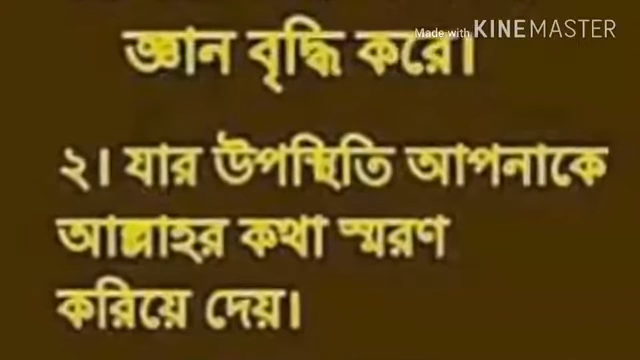 Made with KINEMASTER
জ্ঞান বৃদ্ধি করে।
২। যার উপস্থিতি আপনাকে
আল্লাহর কথা স্মরণ
করিয়ে দেয়।